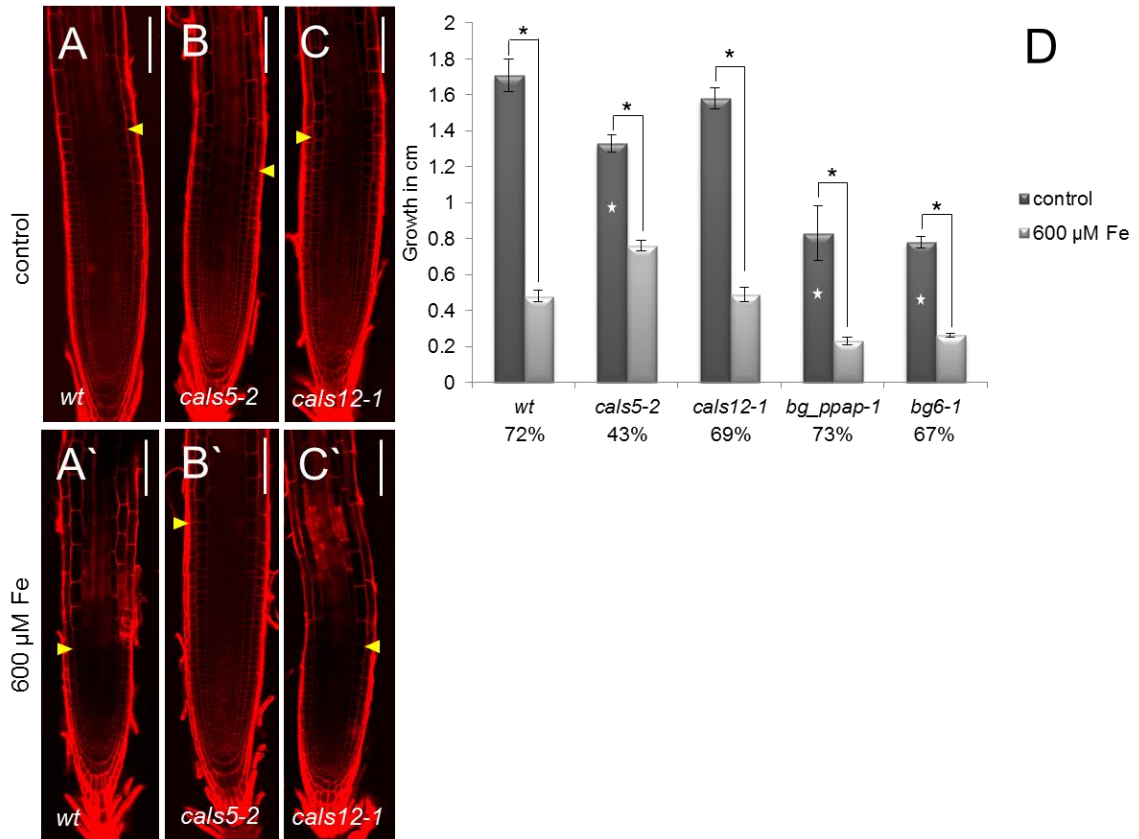 A
B
C
control
wt
cals5-2
cals12-1
A`
B`
C`
600 µM Fe
wt
cals5-2
cals12-1
D
Growth in cm
2
1.8
1.6
1.4
1.2
1
0.8
0.6
0.4
0.2
0
*
*
*
*
*
wt
cals5-2
cals12-1
bg_ppap-1
bg6-1
72%
43%
69%
73%
67%
control
600 µM Fe